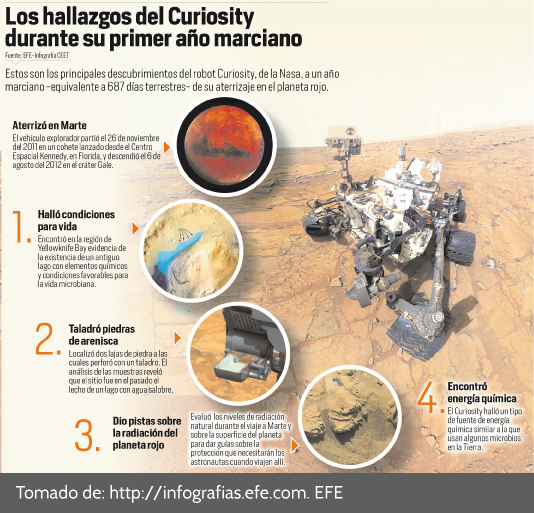 Los hallazgos del Curiosity
durante su primer año marciano
Fuente: EFE-Infografía CEET
Estos son los principales descubrimientos del robot Curiosity, de la Nasa, a un año
marciano -equivalente a 687 días terrestres- de su aterrizaje en el planeta rojo.
Aterrizó en Marte
El vehículo explorador partió el 26 de noviembre
del 2011 en un cohete lanzado desde el Centro
Espacial Kennedy, en Florida, y descendió el 6 de
agosto del 2012 en el cráter Gale.
1.
Halló condiciones
para vida
Encontró en la región de
Yellowknife Bay evidencia de
la existencia de un antiguo
lago con elementos químicos
y condiciones favorables para
la vida microbiana.
2.
Taladró piedras
de arenisca
Localizó dos lajas de piedra a las
cuales perforó con un taladro. El
análisis de las muestras reveló
que el sitio fue en el pasado el
lecho de un lago con agua salobre.
3.
Dio pistas sobre
la radiación del
planeta rojo
Evaluó los niveles de radiación
natural durante el viaje a Marte y
sobre la superficie del planeta
para dar guías sobre la
protección que necesitarán los
astronautas cuando viajen allí.
4.
Encontró
energía química
El Curiosity halló un tipo
de fuente de energía
química similar a la que
usan algunos microbios
en la Tierra.
Tomado de: http://infografias.efe.com. EFE